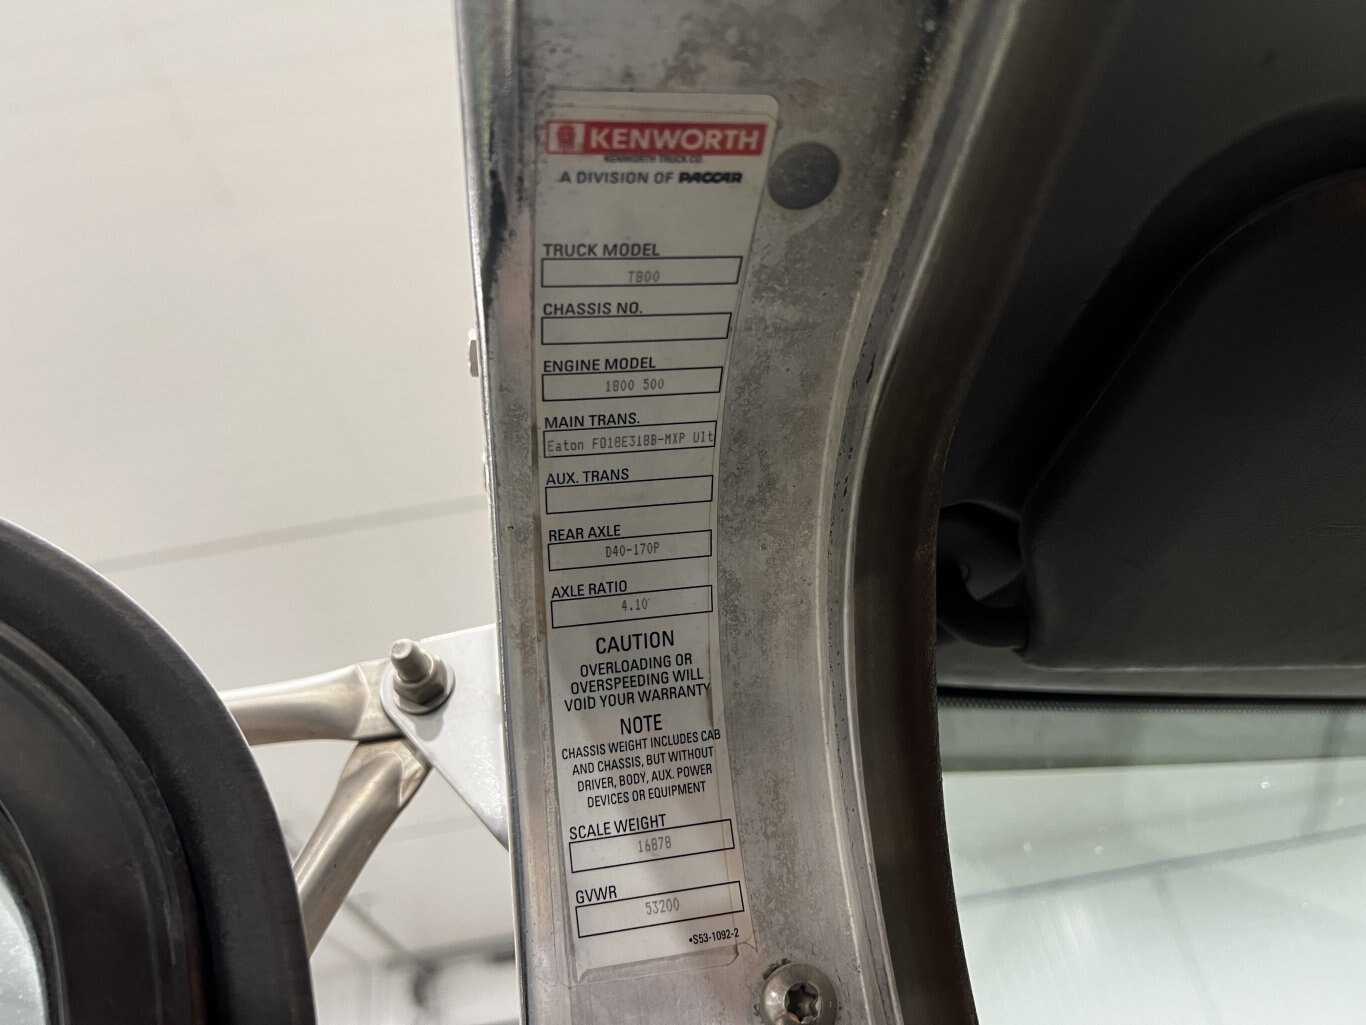 KENWORTH
KENWORTH TRUCK CO.
A DIVISION OF PACCAR
TRUCK MODEL
T800
CHASSIS NO.
ENGINE MODEL
1800 500
MAIN TRANS.
Eaton FO18E318B-MXP Ult
AUX. TRANS
REAR AXLE
D40-170P
AXLE RATIO
4.10
CAUTION
OVERLOADING OR
OVERSPEEDING WILL
VOID YOUR WARRANTY
NOTE
CHASSIS WEIGHT INCLUDES CAB
AND CHASSIS, BUT WITHOUT
DRIVER, BODY, AUX. POWER
DEVICES OR EQUIPMENT
SCALE WEIGHT
16878
GVWR
53200
•S53-1092-2